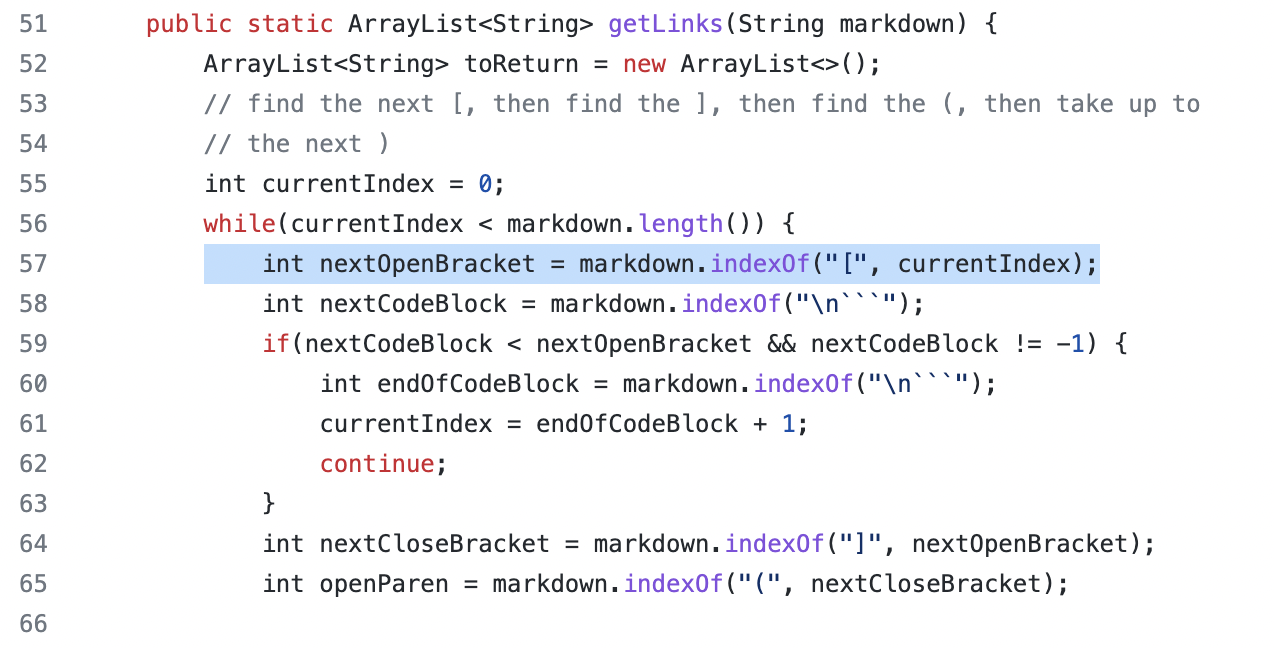 51 public static ArrayList<String> getLinks(String markdown) {
52 ArrayList<String> toReturn = new ArrayList<>();
53 // find the next [, then find the ], then find the (, then take up to
54 // the next )
55 int currentIndex = 0;
56 while(currentIndex < markdown.length()) {
57 int nextOpenBracket = markdown.indexOf("[", currentIndex);
58 int nextCodeBlock = markdown.indexOf("\n```");
59 if(nextCodeBlock < nextOpenBracket && nextCodeBlock != -1) {
60 int endOfCodeBlock = markdown.indexOf("\n```");
61 currentIndex = endOfCodeBlock + 1;
62 continue;
63 }
64 int nextCloseBracket = markdown.indexOf("]", nextOpenBracket);
65 int openParen = markdown.indexOf("(", nextCloseBracket);
66